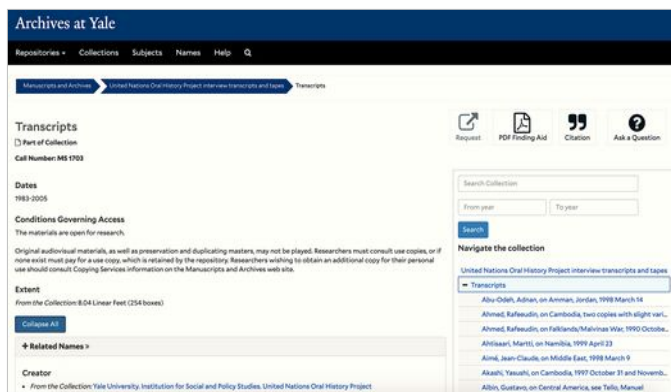 Archives at Yale
Repositories Collections Subjects Names Help
Manuscripts and Archives United Nations Oral History Project interview transcripts and tapes Transcripts
Transcripts
Part of Collection
Call Number: MS 1703
Request PDF Finding Aid Citation Ask a Question
Dates
1983-2005
Conditions Governing Access
The materials are open for research.
Original audiovisual materials, as well as preservation and duplicating masters, may not be played. Researchers must consult use copies, or if
none exist must pay for a use copy, which is retained by the repository. Researchers wishing to obtain an additional copy for their personal
use should consult Copying Services information on the Manuscripts and Archives web site.
Extent
From the Collection: 8.04 Linear Feet (254 boxes)
Collapse All
+ Related Names »
Creator
• From the Collection: Yale University. Institution for Social and Policy Studies. United Nations Oral History Project
Search Collection
From year To year
Search
Navigate the collection
United Nations Oral History Project interview transcripts and tapes
− Transcripts
Abu-Odeh, Adnan, on Amman, Jordan, 1998 March 14
Ahmed, Rafeeudin, on Cambodia, two copies with slight vari...
Ahmed, Rafeeudin, on Falklands/Malvinas War, 1990 Octobe...
Ahtisaari, Martti, on Namibia, 1999 April 23
Aimé, Jean-Claude, on Middle East, 1998 March 9
Akashi, Yasushi, on Cambodia, 1997 October 31 and Novemb...
Albin, Gustavo, on Central America, see Tello, Manuel